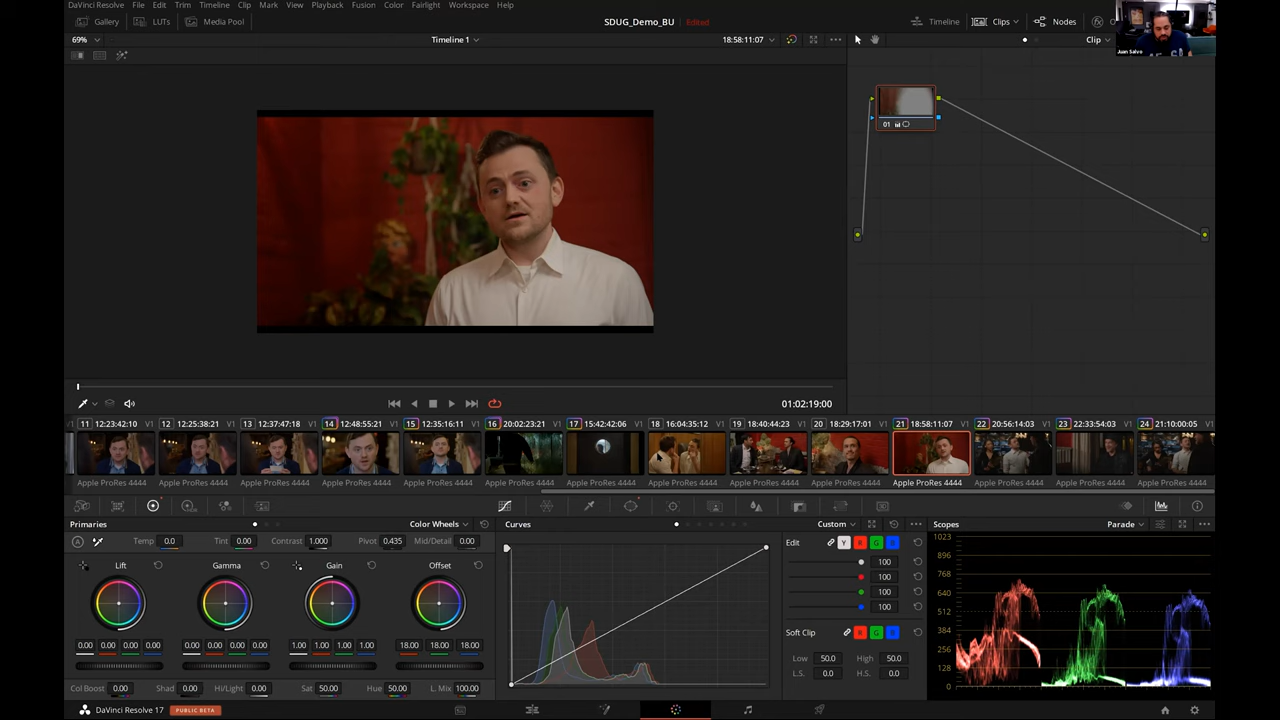 DaVinci Resolve File Edit Trim Timeline Clip Mark View Playback Fusion Color Fairlight Workspace Help
Gallery LUTs Media Pool SDUG_Demo_BU Edited Timeline Clips Nodes
69% Timeline 1 18:58:11:07 Clip
Juan Salvo
01
01:02:19:00
11 12:23:42:10 V1 12 12:25:38:21 V1 13 12:37:47:18 V1 14 12:48:55:21 V1 15 12:35:16:11 V1 16 20:02:23:21 V1 17 15:42:42:06 V1 18 16:04:35:12 V1 19 18:40:44:23 V1 20 18:29:17:01 V1 21 18:58:11:07 V1 22 20:56:14:03 V1 23 22:33:54:03 V1 24 21:10:00:05 V1
Apple ProRes 4444 Apple ProRes 4444 Apple ProRes 4444 Apple ProRes 4444 Apple ProRes 4444 Apple ProRes 4444 Apple ProRes 4444 Apple ProRes 4444 Apple ProRes 4444 Apple ProRes 4444 Apple ProRes 4444 Apple ProRes 4444 Apple ProRes 4444 Apple ProRes 4444
Primaries Color Wheels Curves Custom Scopes Parade
A Temp 0.0 Tint 0.00 Contrast 1.000 Pivot 0.435 Mid/Detail 0.00
Edit Y R G B
Lift Gamma Gain Offset
100
100
100
100
0.00 0.00 0.00 0.00 0.00 0.00 0.00 0.00 1.00 1.00 1.00 1.00 18.00 18.00 18.00
Soft Clip R G B
Low 50.0 High 50.0
L.S. 0.0 H.S. 0.0
Col Boost 0.00 Shad 0.00 Hi/Light 0.00 Sat 50.00 Hue 50.00 L. Mix 100.00
1023
896
768
640
512
384
256
128
0
DaVinci Resolve 17 PUBLIC BETA